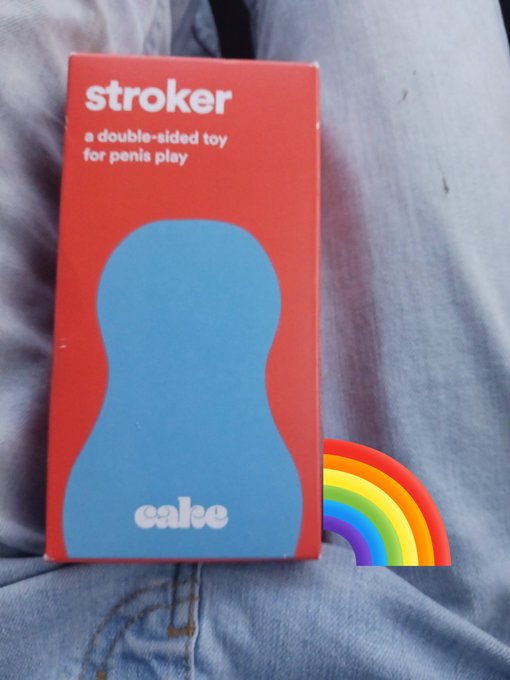 stroker
a double-sided toy
for penis play
cake